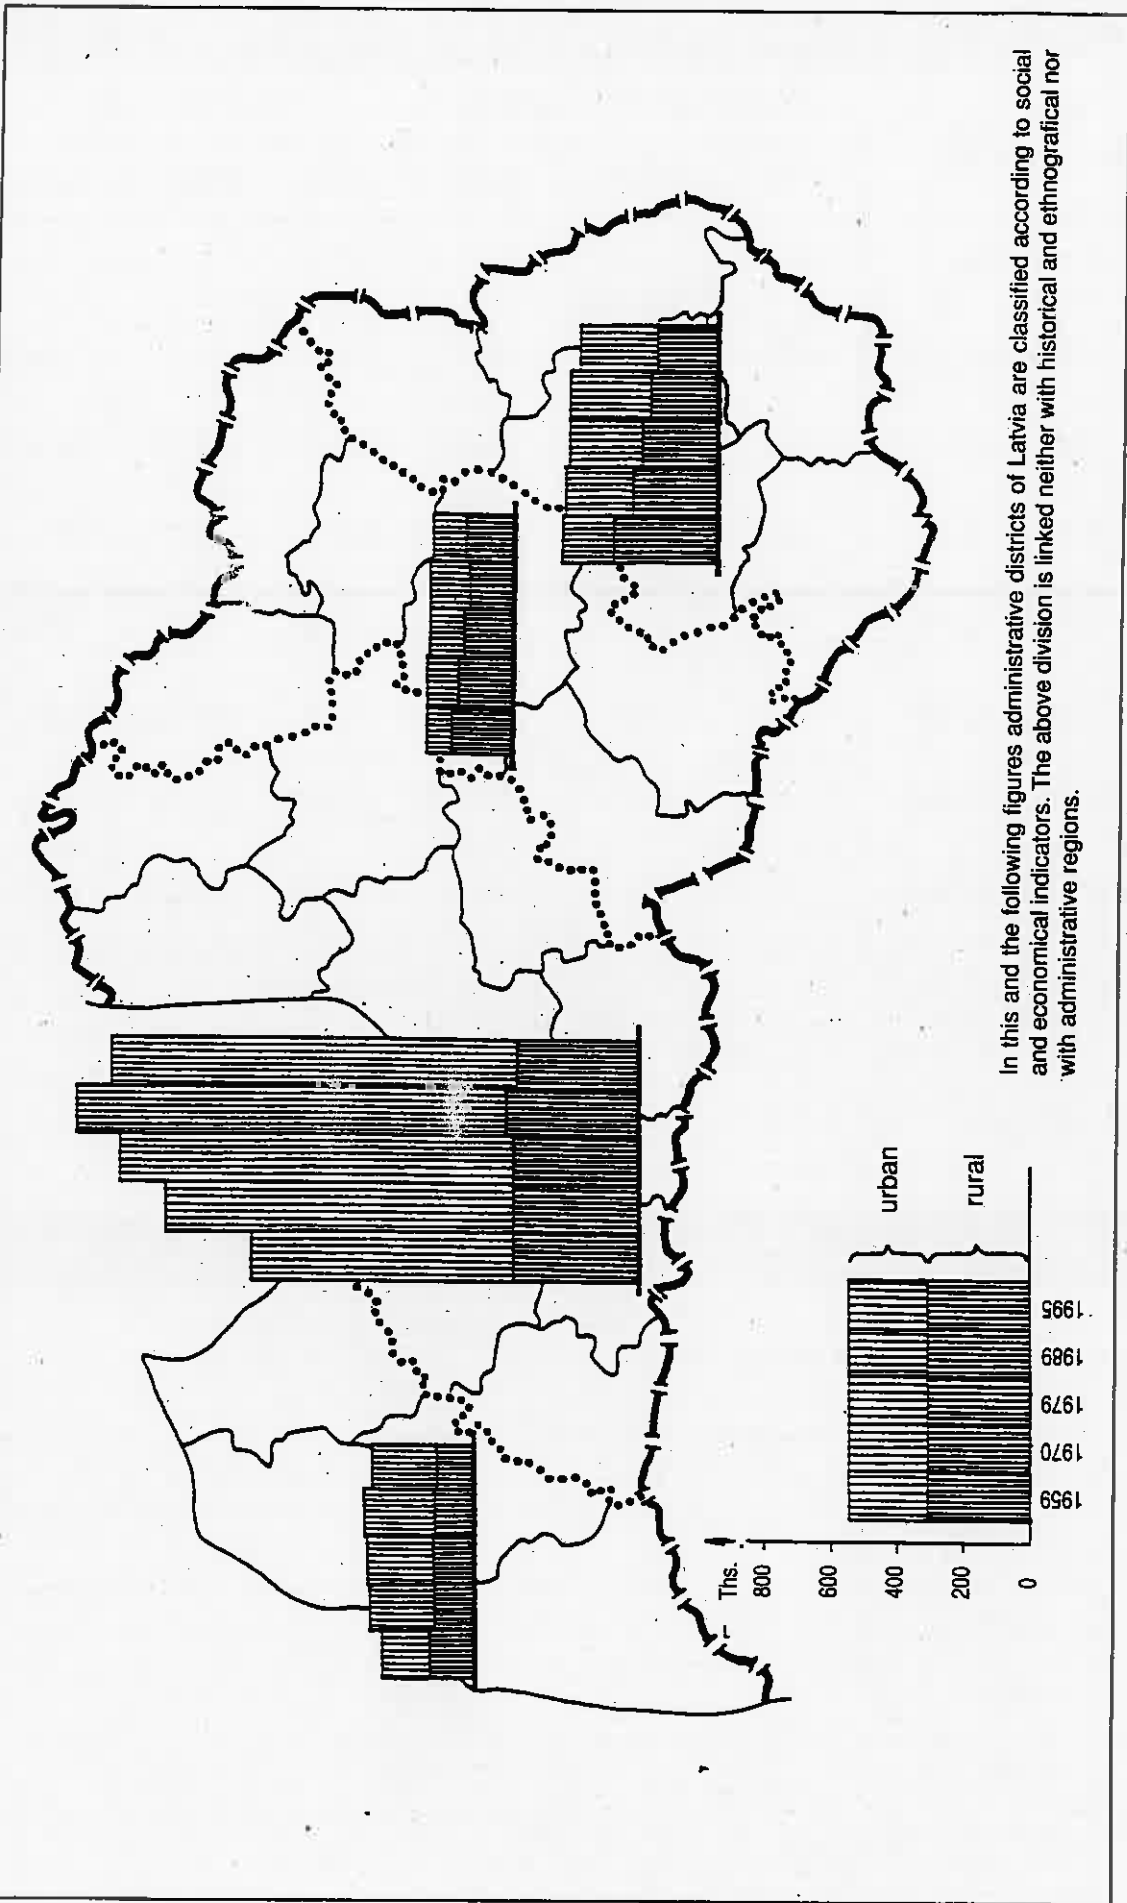 In this and the following figures administrative districts of Latvia are classified according to social
and economical indicators. The above division is linked neither with historical and ethnografical nor
with administrative regions.
Ths.
800
600
400
200
0
urban
rural
1959
1970
1979
1989
1995